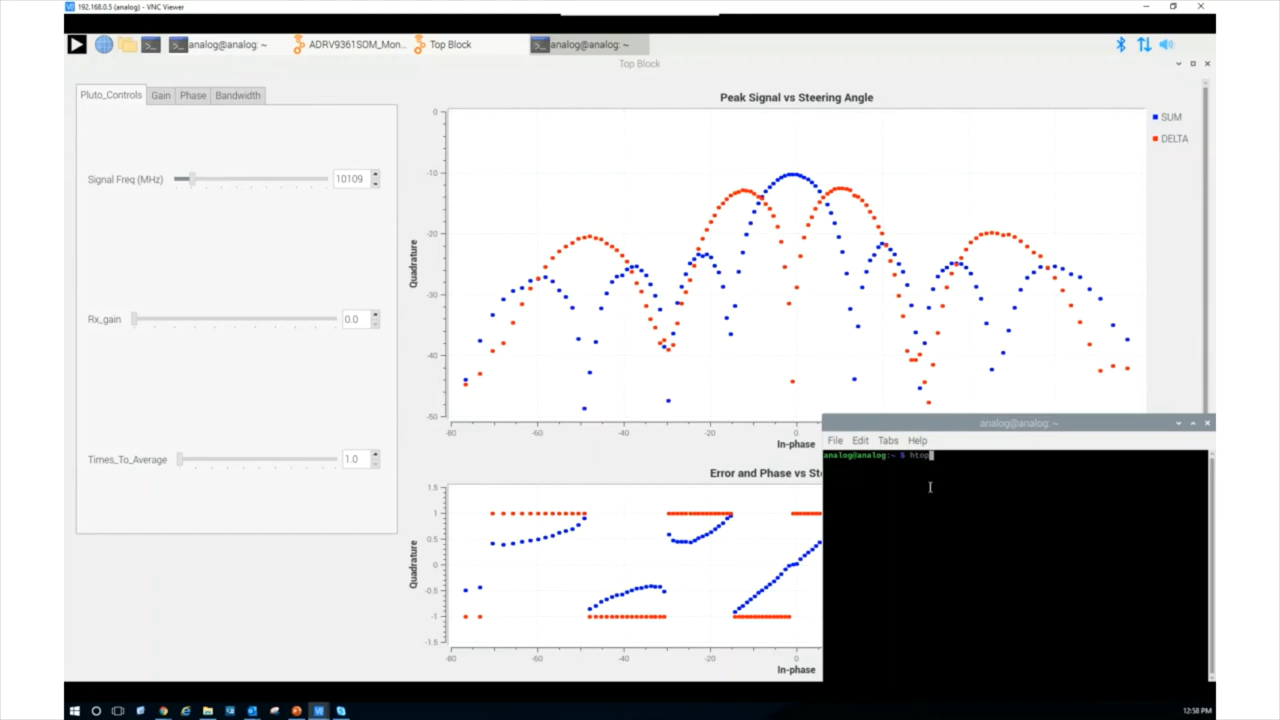 192.168.0.5 (analog) - VNC Viewer
analog@analog: ~
ADRV9361SOM_Mon...
Top Block
analog@analog: ~
Top Block
Pluto_Controls
Gain
Phase
Bandwidth
Signal Freq (MHz)
10109
Rx_gain
0.0
Times_To_Average
1.0
Peak Signal vs Steering Angle
SUM
DELTA
Quadrature
0
-10
-20
-30
-40
-50
-80
-60
-40
-20
0
In-phase
Error and Phase vs Ste
Quadrature
1.5
1
0.5
0
-0.5
-1
-1.5
-80
-60
-40
-20
0
In-phase
analog@analog: ~
File Edit Tabs Help
analog@analog:~ $ htop
12:58 PM